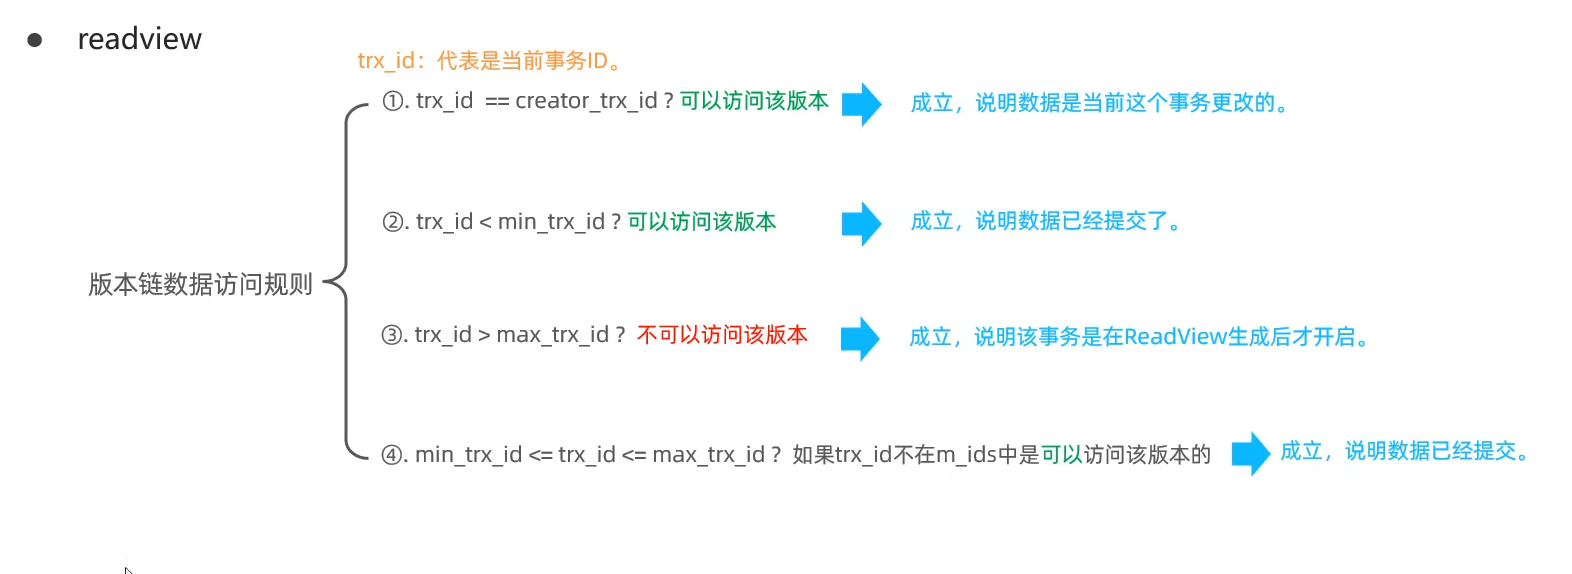 ● readview
trx_id：代表是当前事务ID。
①. trx_id == creator_trx_id ? 可以访问该版本 成立，说明数据是当前这个事务更改的。
②. trx_id < min_trx_id ? 可以访问该版本 成立，说明数据已经提交了。
版本链数据访问规则
③. trx_id > max_trx_id ? 不可以访问该版本 成立，说明该事务是在ReadView生成后才开启。
④. min_trx_id <= trx_id <= max_trx_id ? 如果trx_id不在m_ids中是可以访问该版本的 成立，说明数据已经提交。